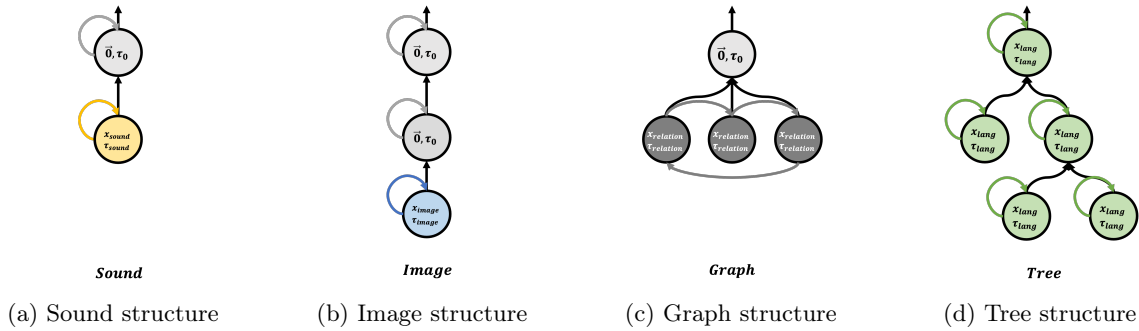 0⃗, τ₀
x_sound
τ_sound
Sound
(a) Sound structure
0⃗, τ₀
0⃗, τ₀
x_image
τ_image
Image
(b) Image structure
0⃗, τ₀
x_relation
τ_relation
x_relation
τ_relation
x_relation
τ_relation
Graph
(c) Graph structure
x_lang
τ_lang
x_lang
τ_lang
x_lang
τ_lang
x_lang
τ_lang
x_lang
τ_lang
Tree
(d) Tree structure